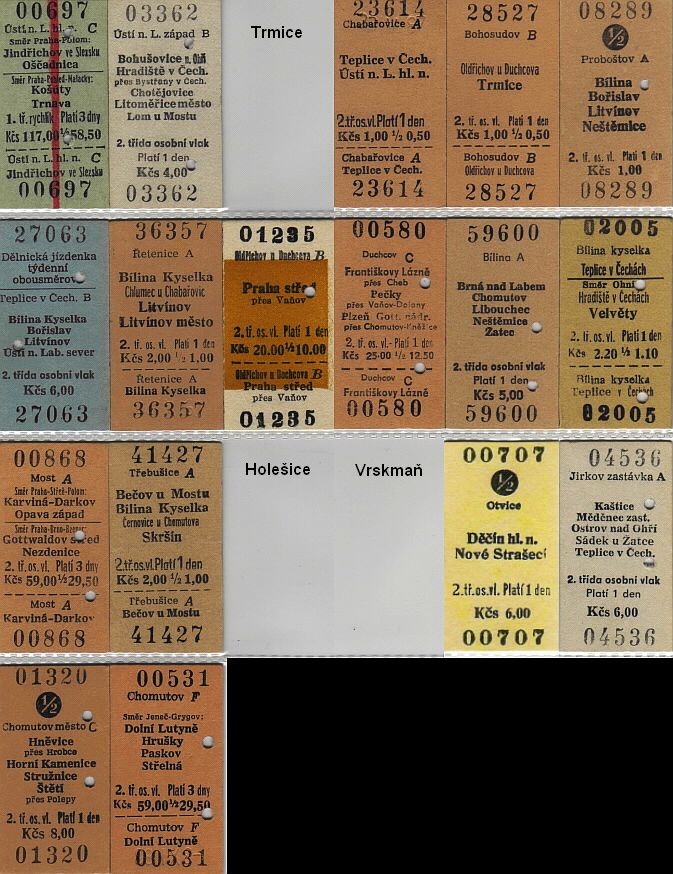 00697
Ústí n. L. hl. n. C
Směr Praha-Polom:
Jindřichov ve Slezsku
Oščadnica
Směr Praha-Pohled-Malacky:
Košúty
Trnava
1. tř. rychlík Platí 3 dny
Kčs 117,00 ½ 58,50
Ústí n. L. hl. n. C
Jindřichov ve Slezsku
00697
03362
Ústí n. L. západ B
Bohušovice n. Ohří
Hradiště v Čech.
přes Bystřany v Čech.
Chotějovice
Litoměřice město
Lom u Mostu
2. třída osobní vlak
Platí 1 den
Kčs 4,00
03362
Trmice
23614
Chabařovice A
Teplice v Čech.
Ústí n. L. hl. n.
2.tř.os.vl.Platí 1 den
Kčs 1,00 ½ 0,50
Chabařovice A
Teplice v Čech.
23614
28527
Bohosudov B
Oldřichov u Duchcova
Trmice
2. tř. os. vl. Platí 1 den
Kčs 1,00 ½ 0,50
Bohosudov B
Oldřichov u Duchcova
28527
08289
½
Proboštov A
Bílina
Bořislav
Litvínov
Neštěmice
2. tř. os. vl. Platí 1 den
Kčs 1,00
08289
27063
Dělnická jízdenka
týdenní
obousměrová
Teplice v Čech. B
Bílina Kyselka
Bořislav
Litvínov
Ústí n. Lab. sever
2. třída osobní vlak
Kčs 6,00
27063
36357
Řetenice A
Bílina Kyselka
Chlumec u Chabařovic
Litvínov
Litvínov město
2. tř. os. vl. Platí 1 den
Kčs 2,00 ½ 1,00
Řetenice A
Bílina Kyselka
36357
01235
Oldřichov u Duchcova B
Praha střed
přes Vaňov
2. tř. os. vl. Platí 1 den
Kčs 20.00 ½ 10.00
Oldřichov u Duchcova B
Praha střed
přes Vaňov
01235
00580
Duchcov C
Františkovy Lázně
přes Cheb
Pečky
přes Vaňov-Dolany
Plzeň Gott. nádr.
přes Chomutov-Kněžice
2. tř. os. vl. Platí 1 den
Kčs 25·00 ½ 12.50
Duchcov C
Františkovy Lázně
00580
59600
Bílina A
Brná nad Labem
Chomutov
Libouchec
Neštěmice
Žatec
2. třída osobní vlak
Platí 1 den
Kčs 5,00
59600
02005
Bílina kyselka
Teplice v Čechách
Směr Ohní
Hradiště v Čechách
Velvěty
2. tř. os. vl. Platí 1 den
Kčs 2.20 ½ 1.10
Bílina kyselka
Teplice v Čechách
02005
00868
Most A
Směr Praha-Střeň-Polom:
Karviná-Darkov
Opava západ
Směr Praha-Brno-
Gottwaldov střed
Nezdenice
2. tř. os. vl. Platí 3 dny
Kčs 59,00 ½ 29,50
Most A
Karviná-Darkov
00868
41427
Třebušice A
Bečov u Mostu
Bílina Kyselka
Černovice u Chomutova
Skršín
2.tř.os.vl.Platí 1 den
Kčs 2,00 ½ 1,00
Třebušice A
Bečov u Mostu
41427
Holešice
Vrskmaň
00707
½
Otvice
Děčín hl. n.
Nové Strašecí
2. tř. os. vl. Platí 1 den
Kčs 6,00
00707
04536
Jirkov zastávka A
Kaštice
Měděnec zast.
Ostrov nad Ohří
Sádek u Žatce
Teplice v Čech.
2. třída osobní vlak
Platí 1 den
Kčs 6,00
04536
01320
½
Chomutov město C
Hněvice
přes Hrobce
Horní Kamenice
Stružnice
Štětí
přes Polepy
2. tř. os. vl. Platí 1 den
Kčs 8,00
01320
00531
Chomutov F
Směr Jeneč-Grygov:
Dolní Lutyně
Hrušky
Paskov
Střelná
2. tř. os. vl. Platí 3 dny
Kčs 59,00 ½ 29,50
Chomutov F
Dolní Lutyně
00531